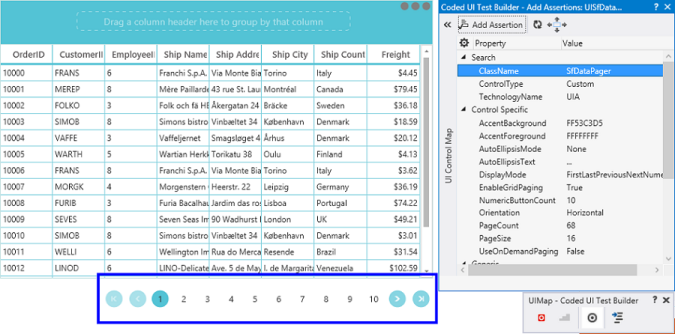 Drag a column header here to group by that column
OrderID CustomerID EmployeeI Ship Name Ship Addre Ship City Ship Count Freight
10000 FRANS 6 Franchi S.p.A. Via Monte Bia Torino Italy $4.45
10001 MEREP 8 Mère Paillarde 43 rue St. Lau Montréal Canada $79.45
10002 FOLKO 3 Folk och fä HE Åkergatan 24 Bräcke Sweden $36.18
10003 SIMOB 8 Simons bistro Vinbæltet 34 København Denmark $18.59
10004 VAFFE 3 Vaffeljernet Smagsløget 4 Århus Denmark $20.12
10005 WARTH 5 Wartian Herkk Torikatu 38 Oulu Finland $4.13
10006 FRANS 8 Franchi S.p.A. Via Monte Bia Torino Italy $3.62
10007 MORGK 4 Morgenstern Heerstr. 22 Leipzig Germany $36.19
10008 FURIB 3 Furia Bacalhau Jardim das ros Lisboa Portugal $74.22
10009 SEVES 8 Seven Seas Im 90 Wadhurst London UK $49.21
10010 SIMOB 8 Simons bistro Vinbæltet 34 København Denmark $3.01
10011 WELLI 6 Wellington Im Rua do Mercad Resende Brazil $31.54
10012 LINOD 6 LINO-Delicate Ave. 5 de May I. de Margarita Venezuela $102.59
1 2 3 4 5 6 7 8 9 10
Coded UI Test Builder - Add Assertions: UISfData...
Add Assertion
UI Control Map
Property Value
Search
ClassName SfDataPager
ControlType Custom
TechnologyName UIA
Control Specific
AccentBackground FF53C3D5
AccentForeground FFFFFFFF
AutoEllipsisMode None
AutoEllipsisText ...
DisplayMode FirstLastPreviousNextNume
EnableGridPaging True
NumericButtonCount 10
Orientation Horizontal
PageCount 68
PageSize 16
UseOnDemandPaging False
Generic
UIMap - Coded UI Test Builder